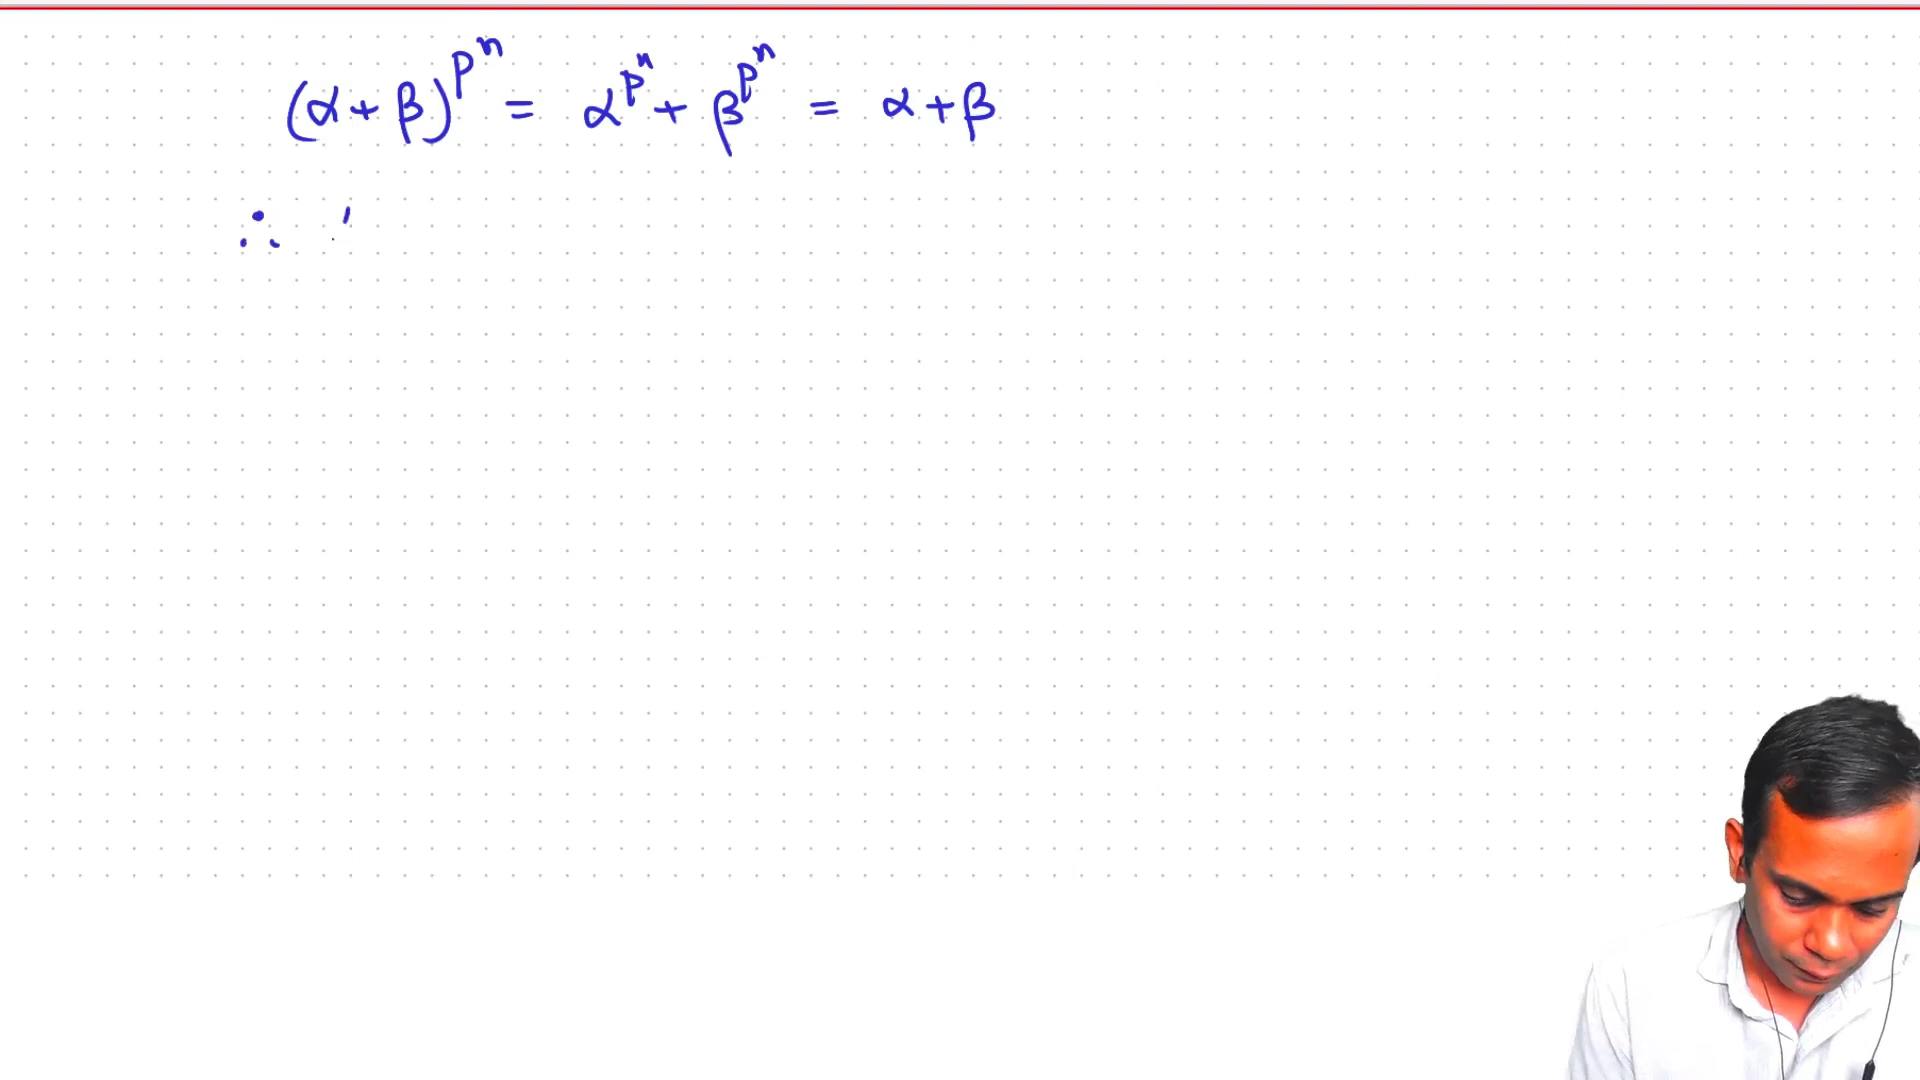 (α + β)^{p^n} = α^{p^n} + β^{p^n} = α + β
∴